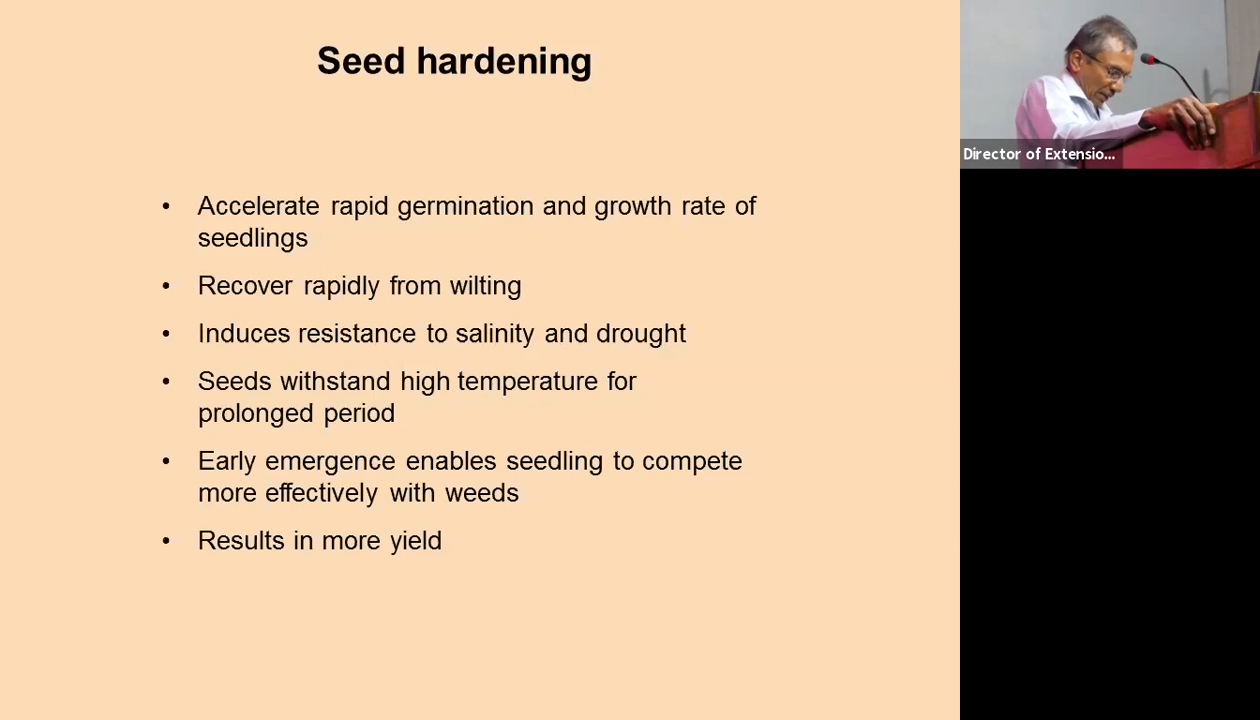 Seed hardening
Director of Extensio...
• Accelerate rapid germination and growth rate of
seedlings
• Recover rapidly from wilting
• Induces resistance to salinity and drought
• Seeds withstand high temperature for
prolonged period
• Early emergence enables seedling to compete
more effectively with weeds
• Results in more yield